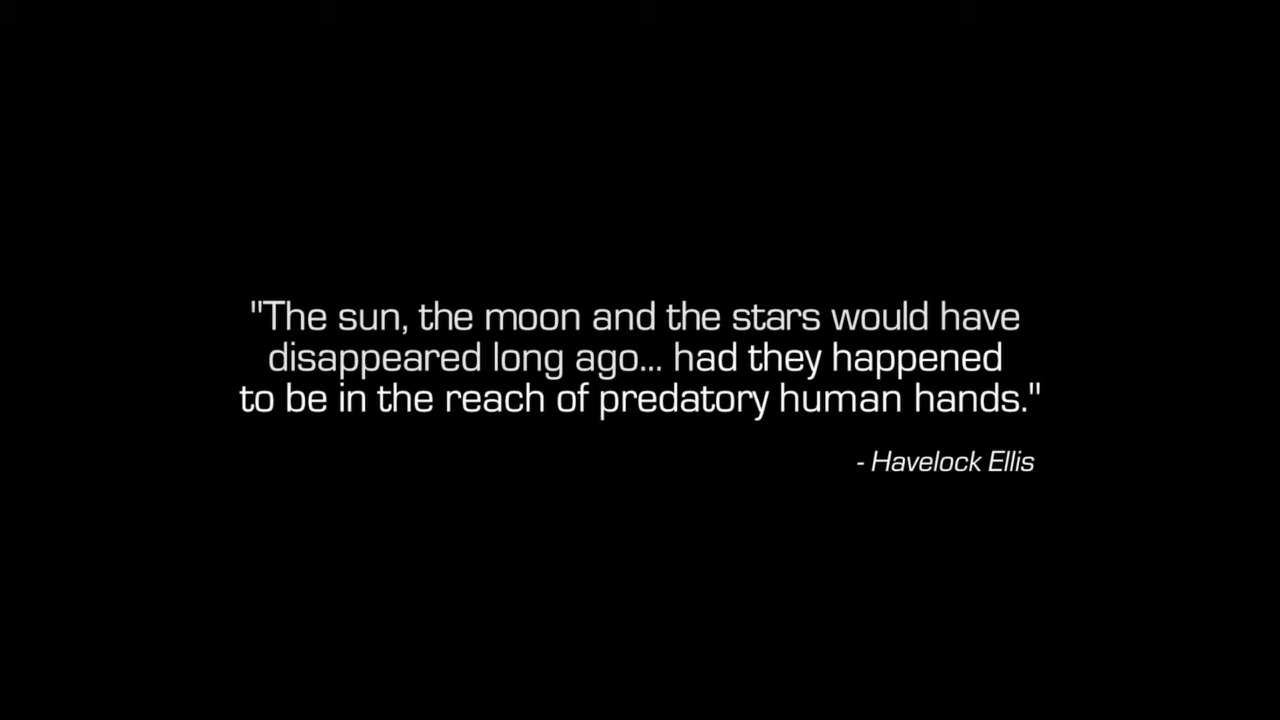 "The sun, the moon and the stars would have
disappeared long ago... had they happened
to be in the reach of predatory human hands."
- Havelock Ellis